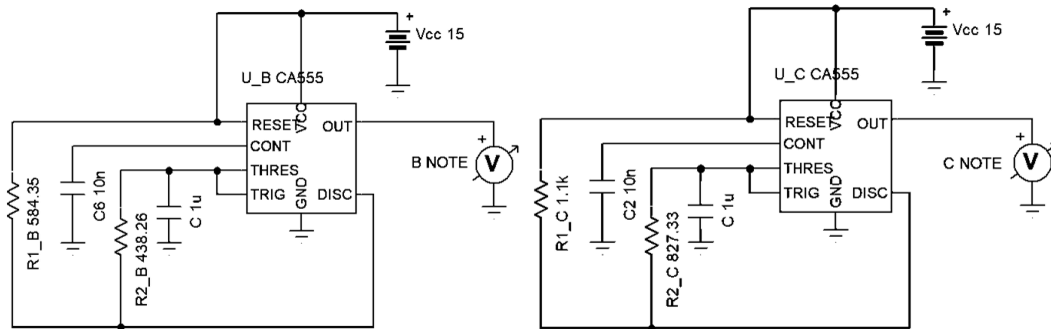 +
Vcc 15
U_B CA555
RESET
VCC
OUT
CONT
THRES
TRIG
GND
DISC
R1_B 584.35
C6 10n
R2_B 438.26
C 1u
+
V
B NOTE
+
Vcc 15
U_C CA555
RESET
VCC
OUT
CONT
THRES
TRIG
GND
DISC
R1_C 1.1k
C2 10n
R2_C 827.33
C 1u
+
V
C NOTE